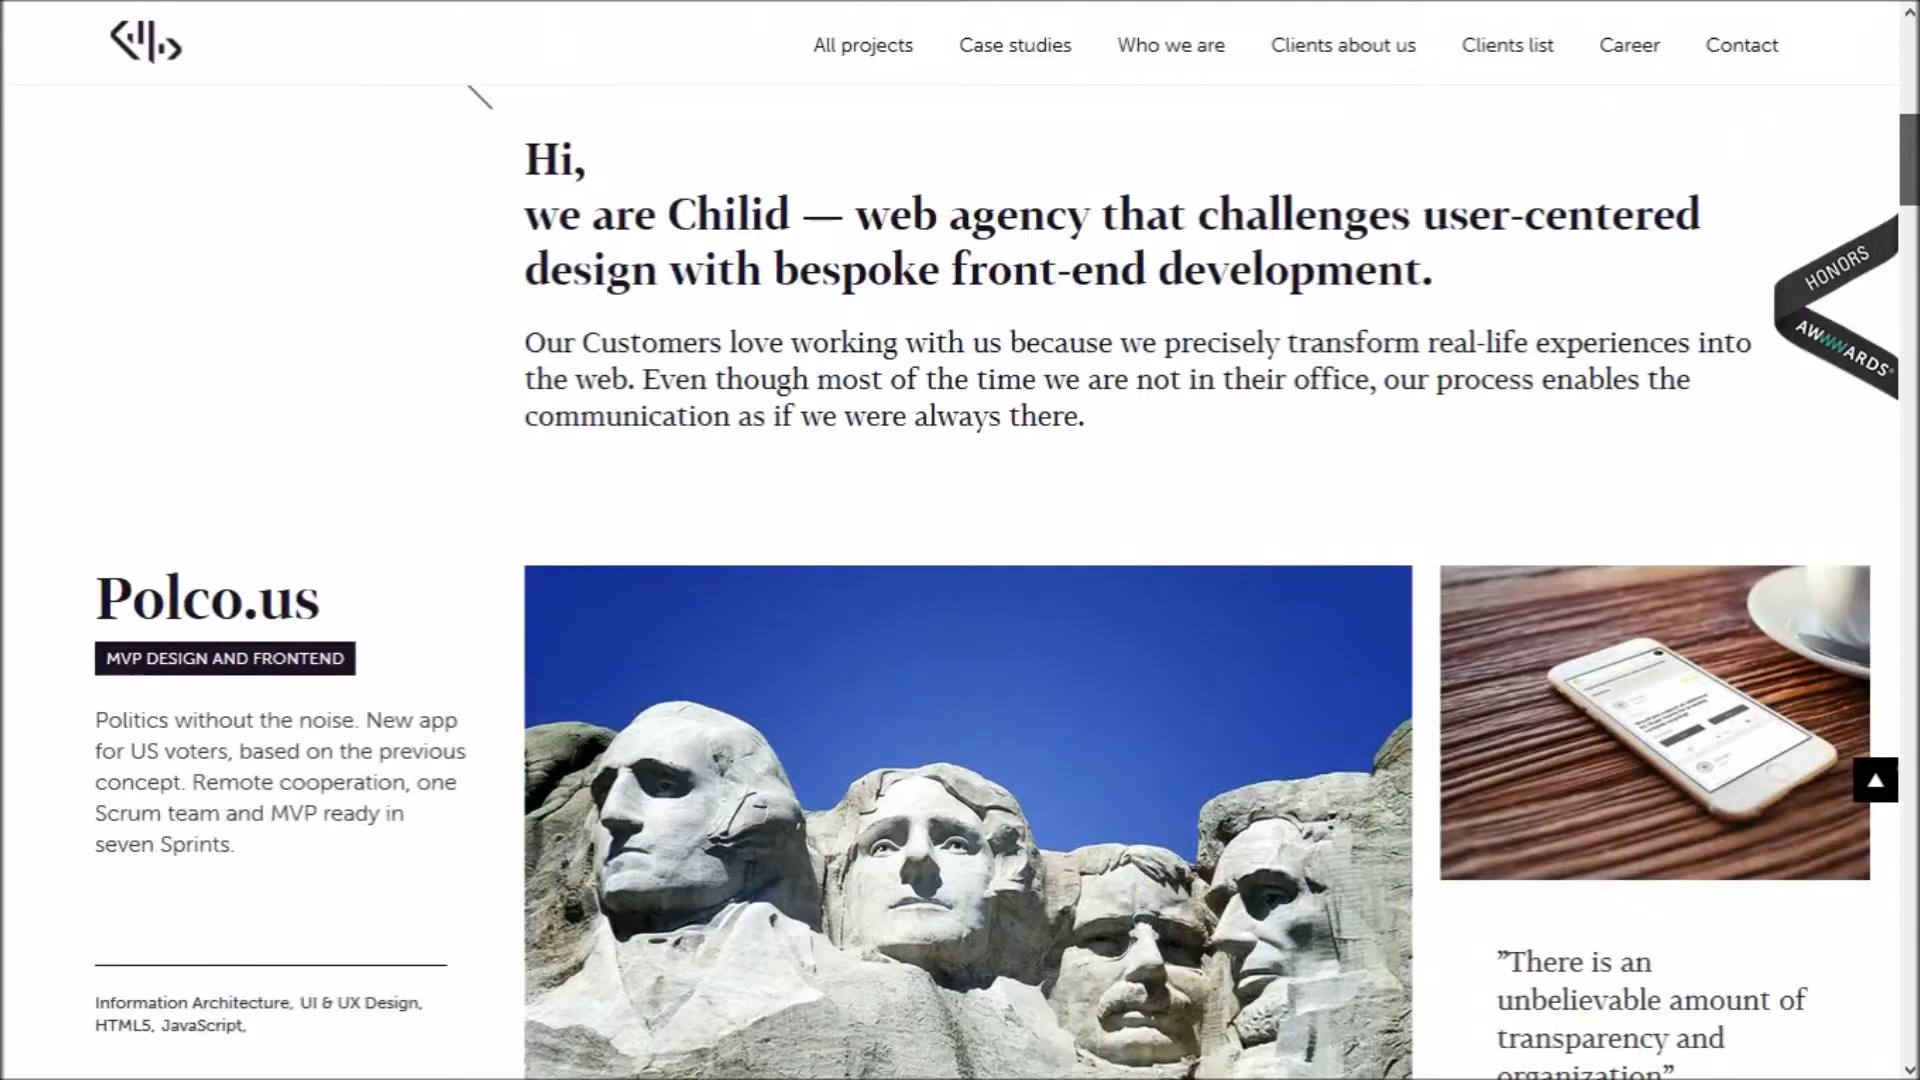 All projects
Case studies
Who we are
Clients about us
Clients list
Career
Contact
Hi,
we are Chilid — web agency that challenges user-centered
design with bespoke front-end development.
Our Customers love working with us because we precisely transform real-life experiences into
the web. Even though most of the time we are not in their office, our process enables the
communication as if we were always there.
HONORS
AWWWARDS
Polco.us
MVP DESIGN AND FRONTEND
Politics without the noise. New app
for US voters, based on the previous
concept. Remote cooperation, one
Scrum team and MVP ready in
seven Sprints.
Information Architecture, UI & UX Design,
HTML5, JavaScript,
”There is an
unbelievable amount of
transparency and
organization”